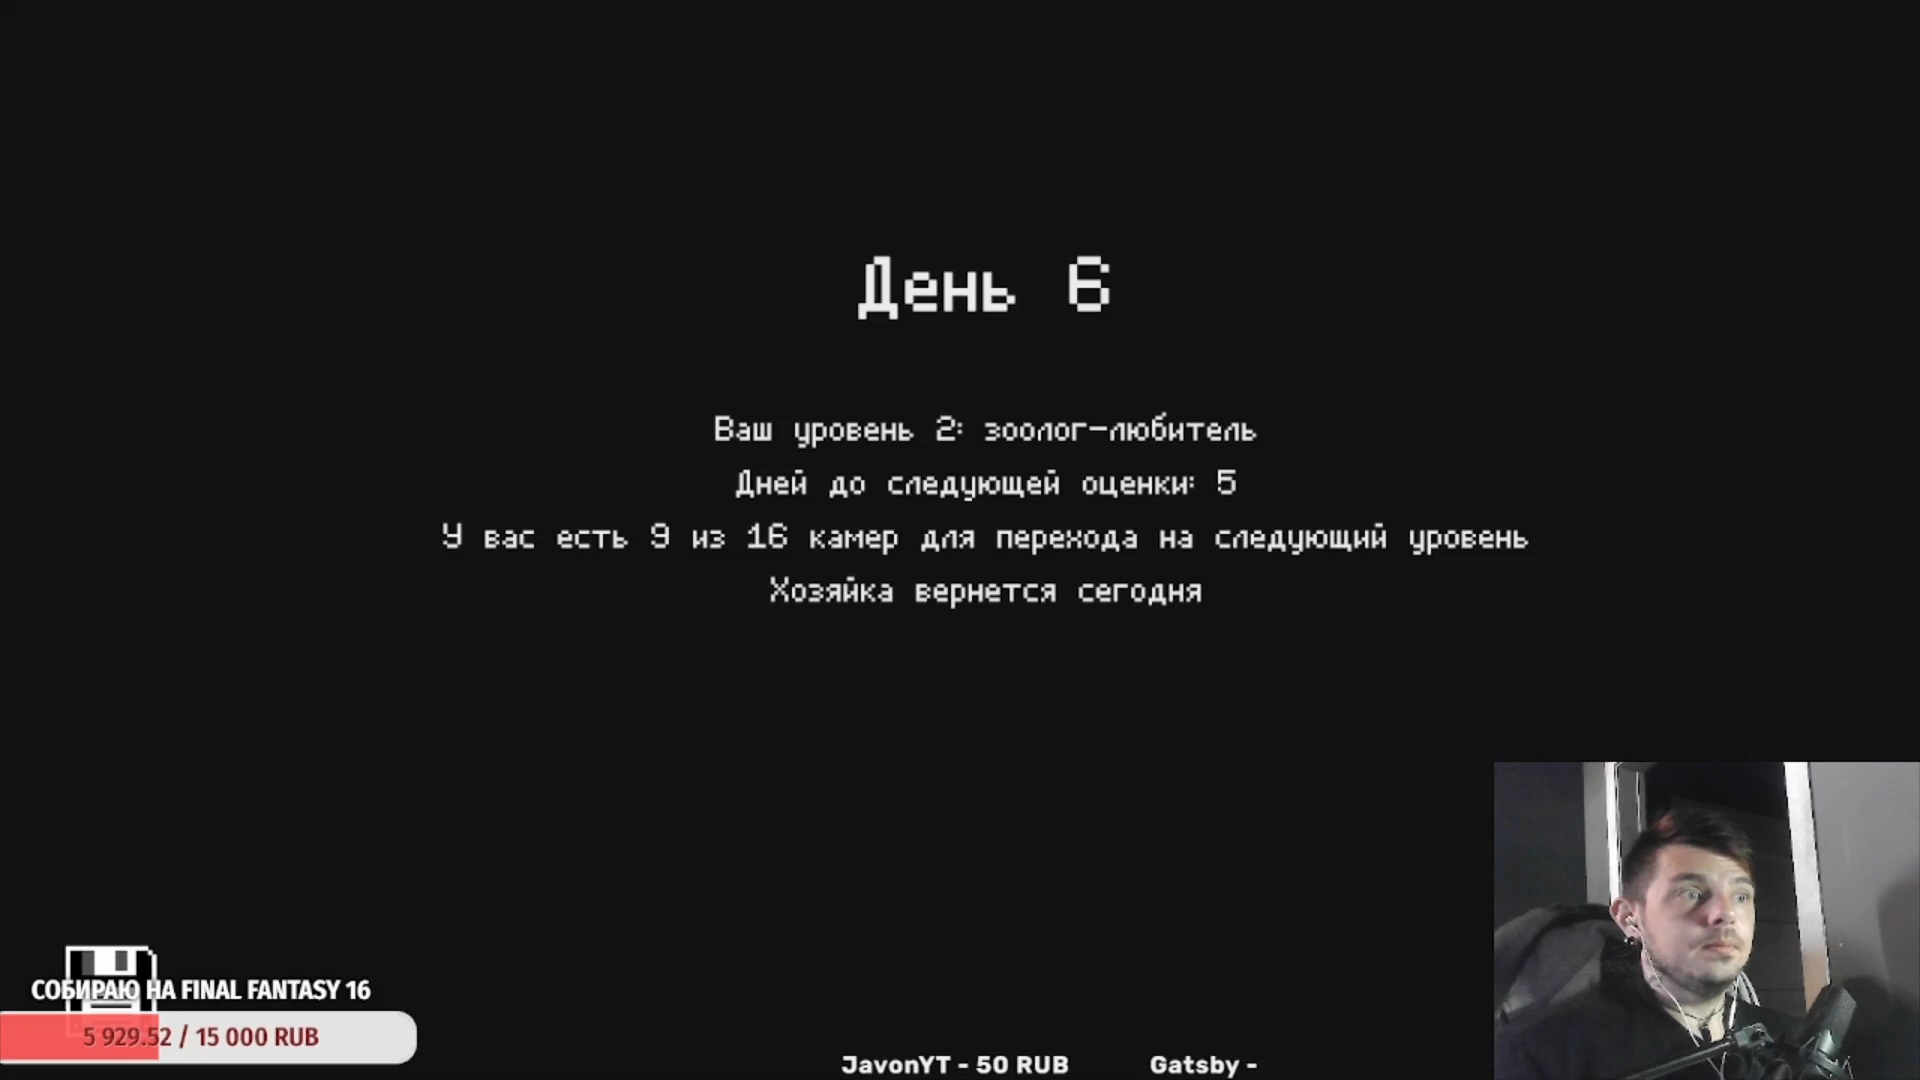 День 6
Ваш уровень 2: зоолог-любитель
Дней до следующей оценки: 5
У вас есть 9 из 16 камер для перехода на следующий уровень
Хозяйка вернется сегодня
СОБИРАЮ НА FINAL FANTASY 16
5 929.52 / 15 000 RUB
JavonYT - 50 RUB Gatsby -